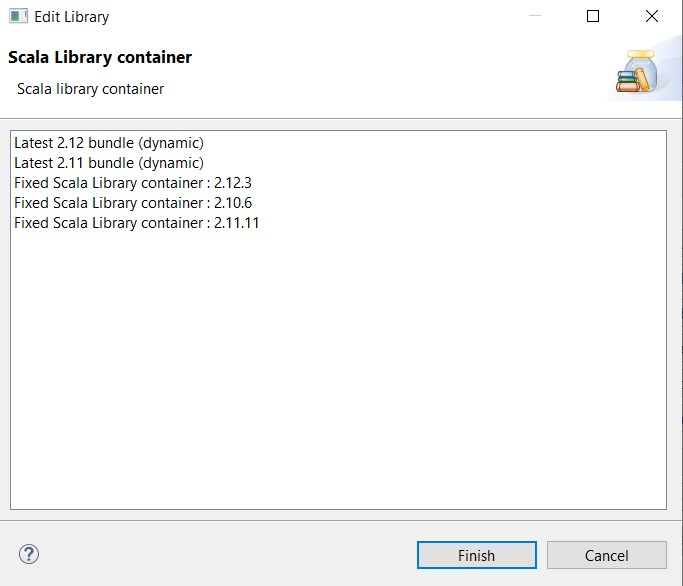 Edit Library
Scala Library container
Scala library container
Latest 2.12 bundle (dynamic)
Latest 2.11 bundle (dynamic)
Fixed Scala Library container : 2.12.3
Fixed Scala Library container : 2.10.6
Fixed Scala Library container : 2.11.11
?
Finish
Cancel